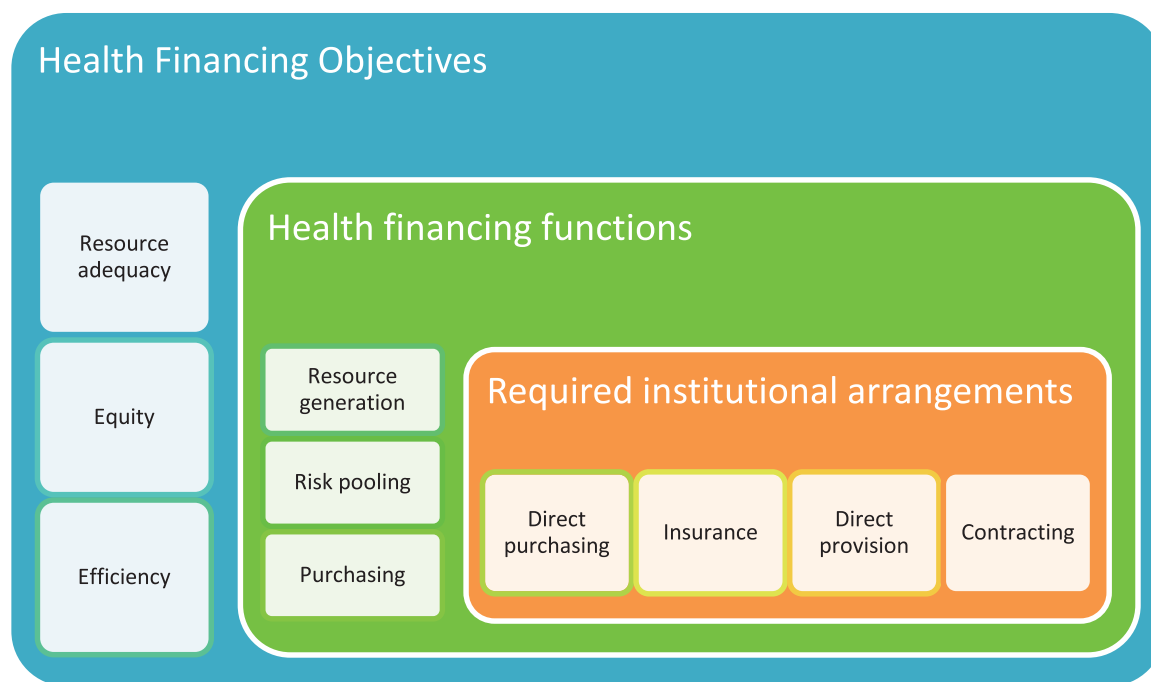 Health Financing Objectives
Resource
adequacy
Equity
Efficiency
Health financing functions
Resource
generation
Risk pooling
Purchasing
Required institutional arrangements
Direct
purchasing
Insurance
Direct
provision
Contracting